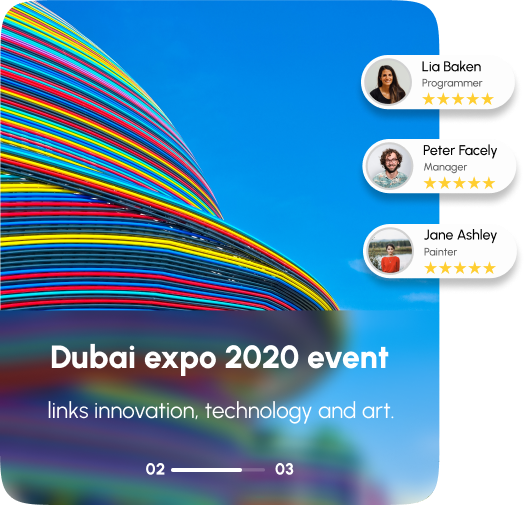 Lia Baken
Programmer
Peter Facely
Manager
Jane Ashley
Painter
Dubai expo 2020 event
links innovation, technology and art.
02 03